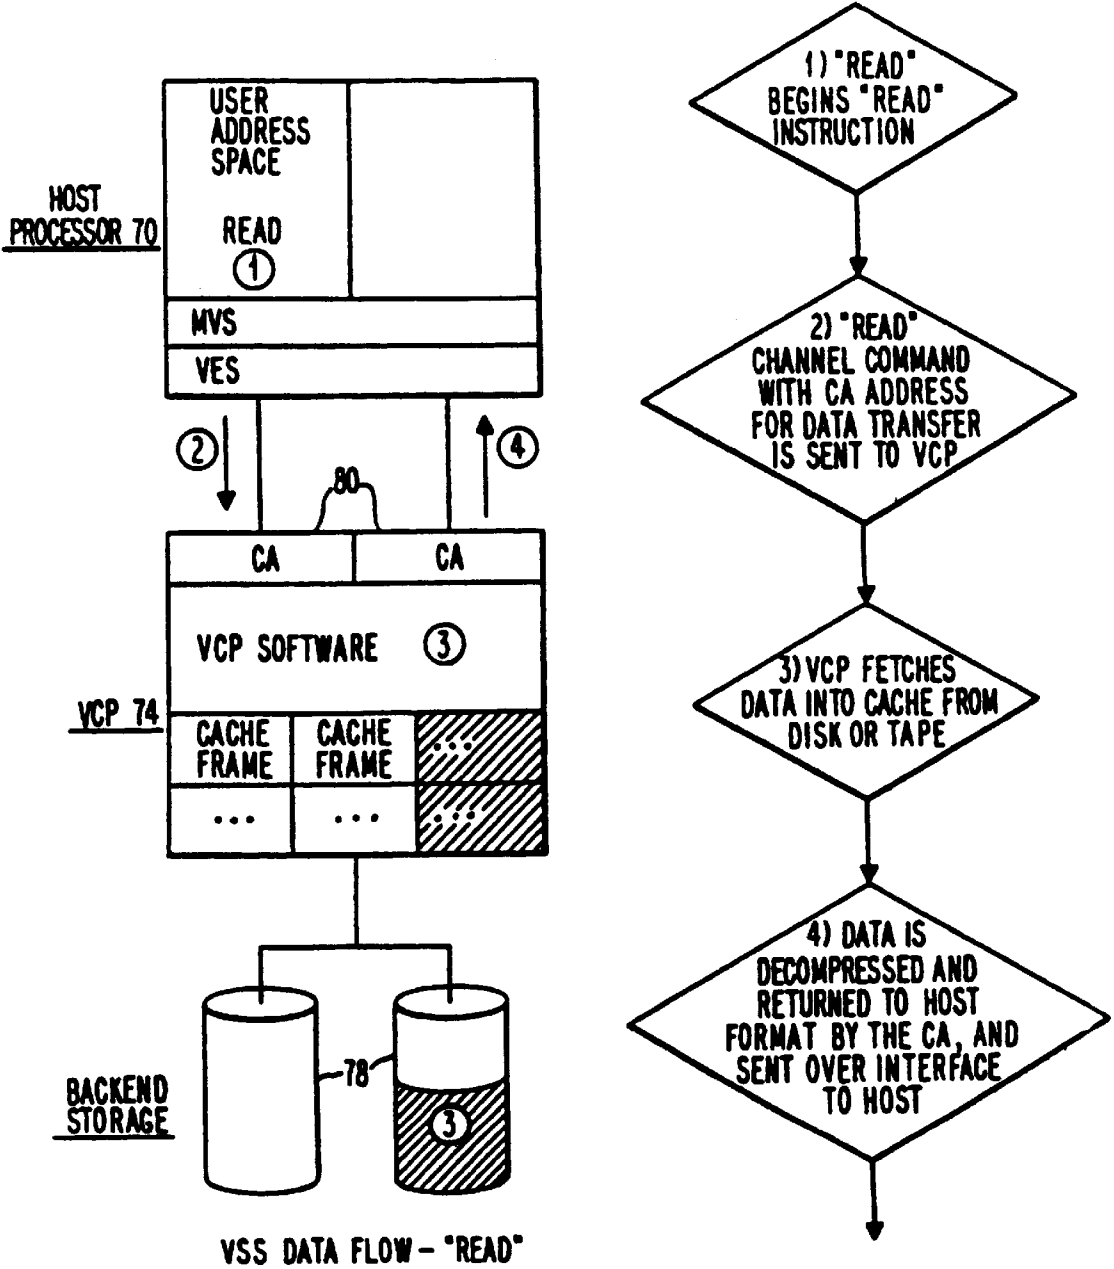 USER
ADDRESS
SPACE
HOST
PROCESSOR 70
READ
1
MVS
VES
2
4
80
CA
CA
VCP SOFTWARE
3
VCP 74
CACHE
FRAME
CACHE
FRAME
...
...
...
...
78
BACKEND
STORAGE
3
VSS DATA FLOW - "READ"
1) "READ"
BEGINS "READ"
INSTRUCTION
2) "READ"
CHANNEL COMMAND
WITH CA ADDRESS
FOR DATA TRANSFER
IS SENT TO VCP
3) VCP FETCHES
DATA INTO CACHE FROM
DISK OR TAPE
4) DATA IS
DECOMPRESSED AND
RETURNED TO HOST
FORMAT BY THE CA, AND
SENT OVER INTERFACE
TO HOST